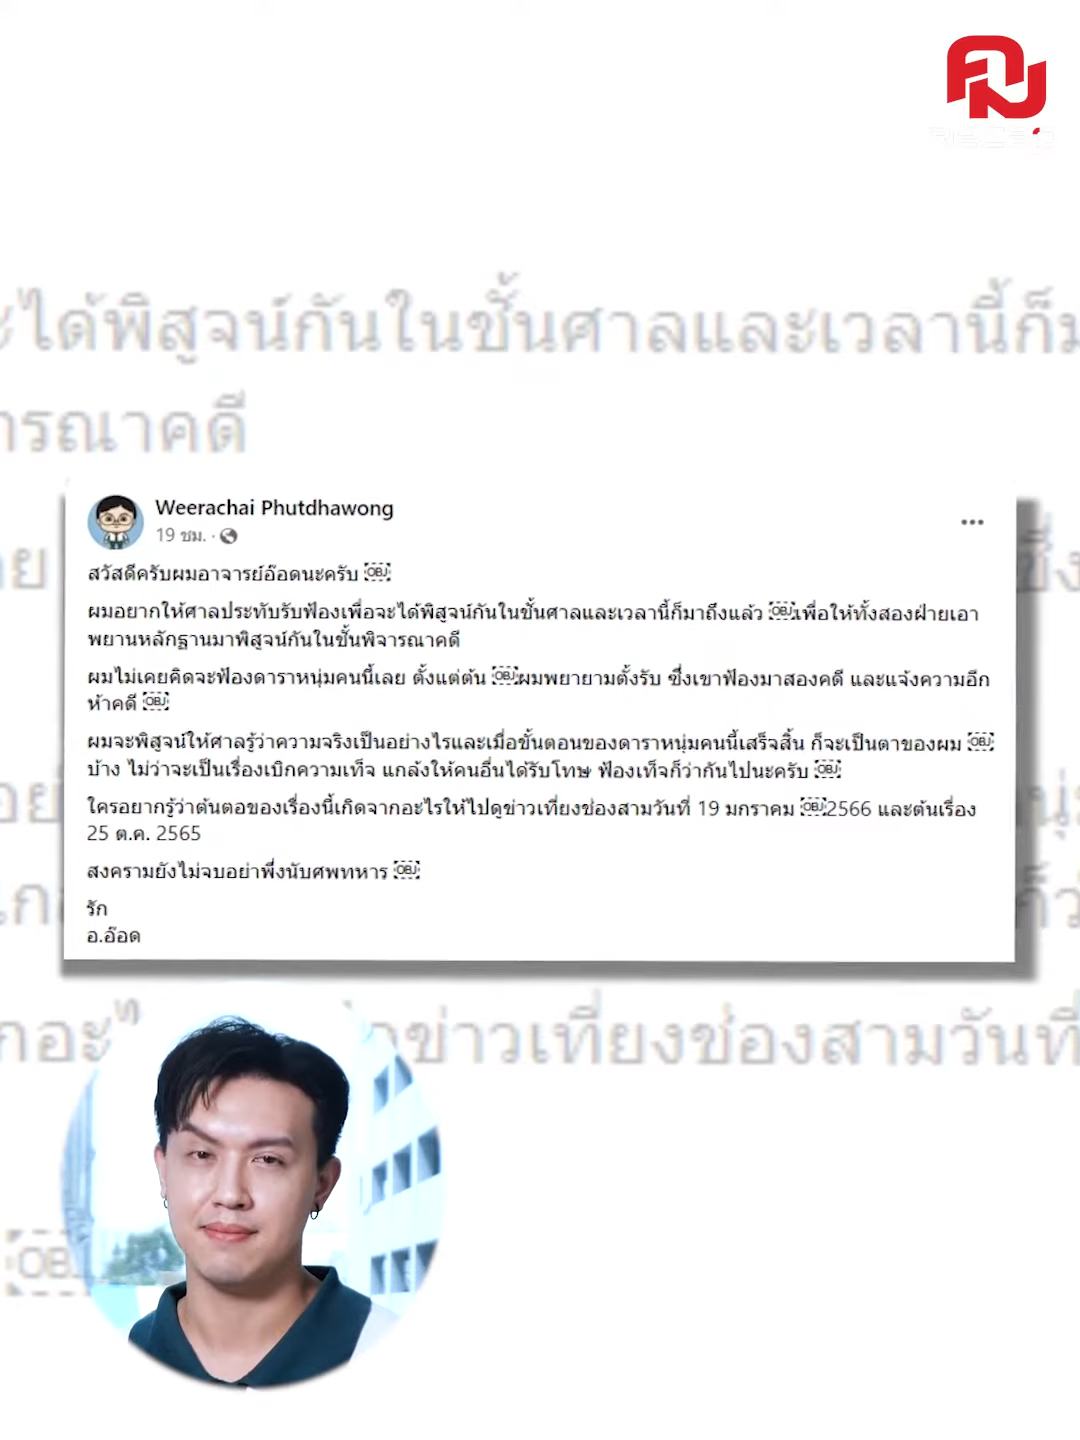 ะได้พิสูจน์กันในชั้นศาลและเวลานี้ก็ม
ารณาคดี
Weerachai Phutdhawong
19 ชม.
สวัสดีครับผมอาจารย์อ๊อดนะครับ OBJ
ผมอยากให้ศาลประทับรับฟ้องเพื่อจะได้พิสูจน์กันในชั้นศาลและเวลานี้ก็มาถึงแล้ว OBJเพื่อให้ทั้งสองฝ่ายเอา
พยานหลักฐานมาพิสูจน์กันในชั้นพิจารณาคดี
ผมไม่เคยคิดจะฟ้องดาราหนุ่มคนนี้เลย ตั้งแต่ต้น OBJผมพยายามตั้งรับ ซึ่งเขาฟ้องมาสองคดี และแจ้งความอีก
ห้าคดี OBJ
ผมจะพิสูจน์ให้ศาลรู้ว่าความจริงเป็นอย่างไรและเมื่อขั้นตอนของดาราหนุ่มคนนี้เสร็จสิ้น ก็จะเป็นตาของผม OBJ
บ้าง ไม่ว่าจะเป็นเรื่องเบิกความเท็จ แกล้งให้คนอื่นได้รับโทษ ฟ้องเท็จก็ว่ากันไปนะครับ OBJ
ใครอยากรู้ว่าต้นตอของเรื่องนี้เกิดจากอะไรให้ไปดูข่าวเที่ยงช่องสามวันที่ 19 มกราคม OBJ2566 และต้นเรื่อง
25 ต.ค. 2565
สงครามยังไม่จบอย่าพึ่งนับศพทหาร OBJ
รัก
อ.อ๊อด
ข่าวเที่ยงช่องสามวันที่
OBJ